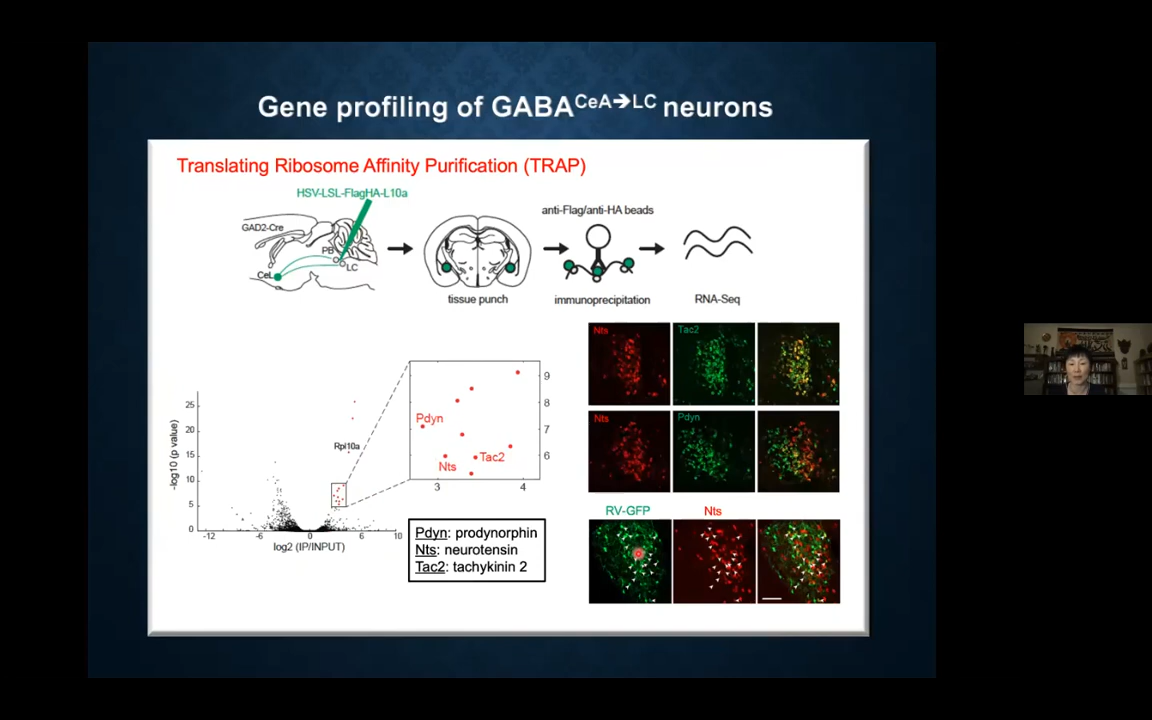 Gene profiling of GABACeA➔LC neurons
Translating Ribosome Affinity Purification (TRAP)
HSV-LSL-FlagHA-L10a
GAD2-Cre
PB
LC
CeL
tissue punch
anti-Flag/anti-HA beads
immunoprecipitation
RNA-Seq
-log10 (p value)
25
20
15
10
5
0
-12
-6
0
6
10
log2 (IP/INPUT)
Rpl10a
Pdyn
Nts
Tac2
9
8
7
6
3
4
Pdyn: prodynorphin
Nts: neurotensin
Tac2: tachykinin 2
Nts
Tac2
Nts
Pdyn
RV-GFP
Nts